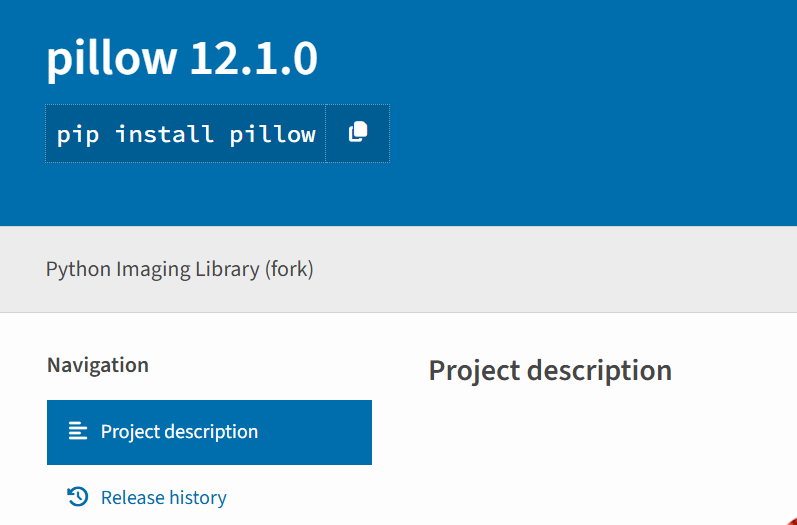 pillow 12.1.0
pip install pillow
Python Imaging Library (fork)
Navigation
Project description
Project description
Release history